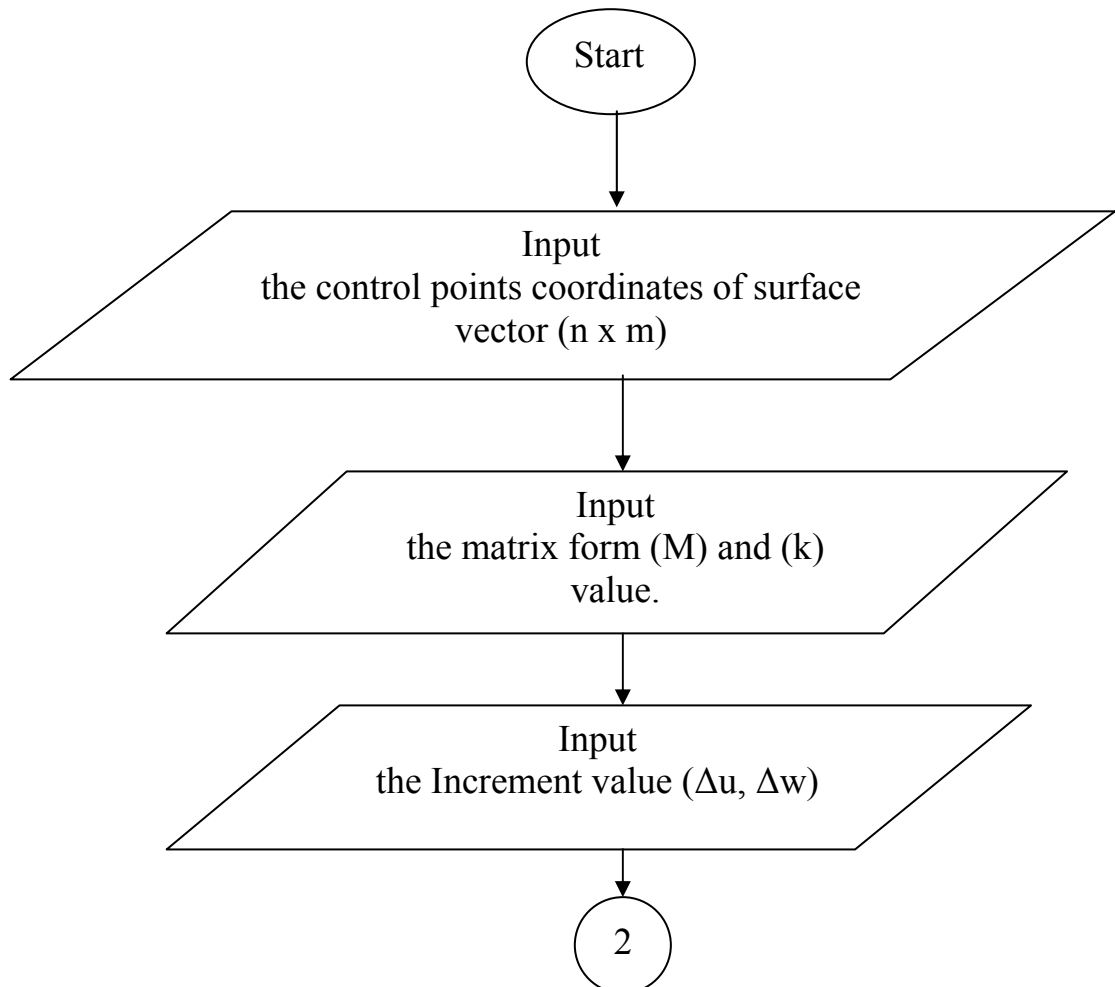 Start
Input
the control points coordinates of surface
vector (n x m)
Input
the matrix form (M) and (k)
value.
Input
the Increment value (Δu, Δw)
2